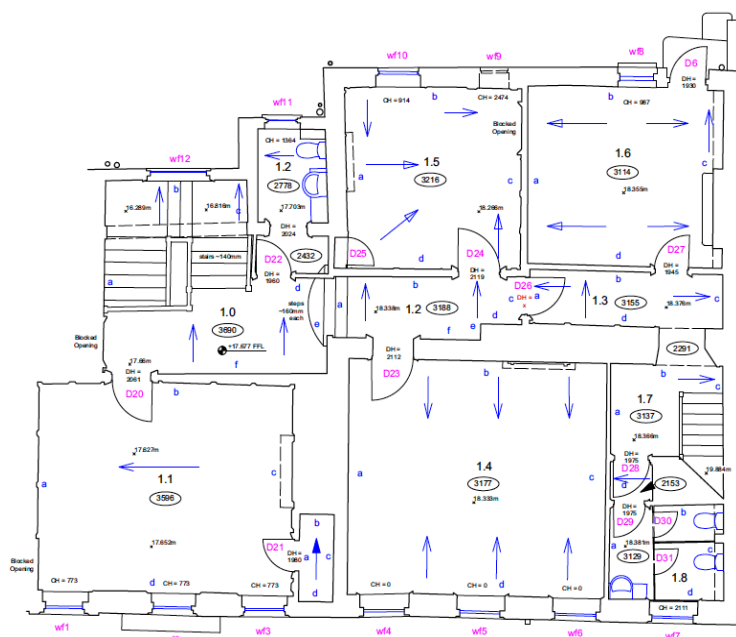 D6
wf10
wf9
wf8
DH =
1930
CH = 914
b
CH = 2474
b
CH = 987
wf11
Blocked
Opening
CH = 1364
b
1.2
2778
1.5
3216
1.6
3114
a
c
a
c
wf12
b
16.289m
16.816m
c
17.703m
18.266m
18.355m
DH =
2024
stairs ~140mm
D22
2432
D25
D24
D27
d
d
DH =
1960
d
DH =
2119
DH =
1945
a
steps
~160mm
each
D26
DH =
x
a
b
1.3
3155
c
1.0
3690
e
a
b
18.338m
1.2
3188
c
d
18.376m
+17.677 FFL
f
f
e
Blocked
Opening
17.66m
DH =
2061
DH =
2112
2291
D20
b
D23
b
1.7
3137
c
a
18.366m
17.627m
a
1.1
3596
c
1.4
3177
18.333m
a
c
DH =
1975
D28
d
2153
19.884m
17.652m
D21
DH =
1980
b
a
c
d
DH =
1975
D29
18.381m
a
3129
D30
b
D31
c
1.8
d
Blocked
Opening
CH = 773
d
CH = 773
CH = 773
CH = 0
d
CH = 0
CH = 0
d
CH = 2111
wf1
wf3
wf4
wf5
wf6
wf7